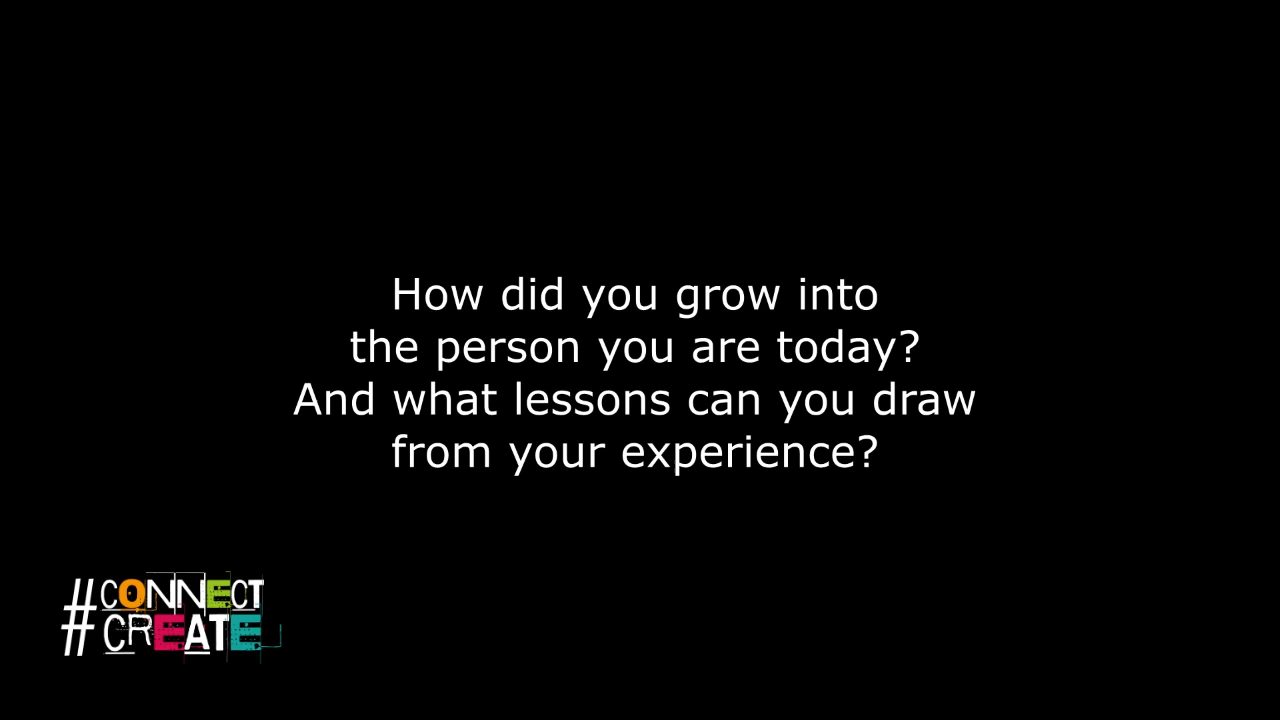 How did you grow into
the person you are today?
And what lessons can you draw
from your experience?
#CONNECT
CREATE